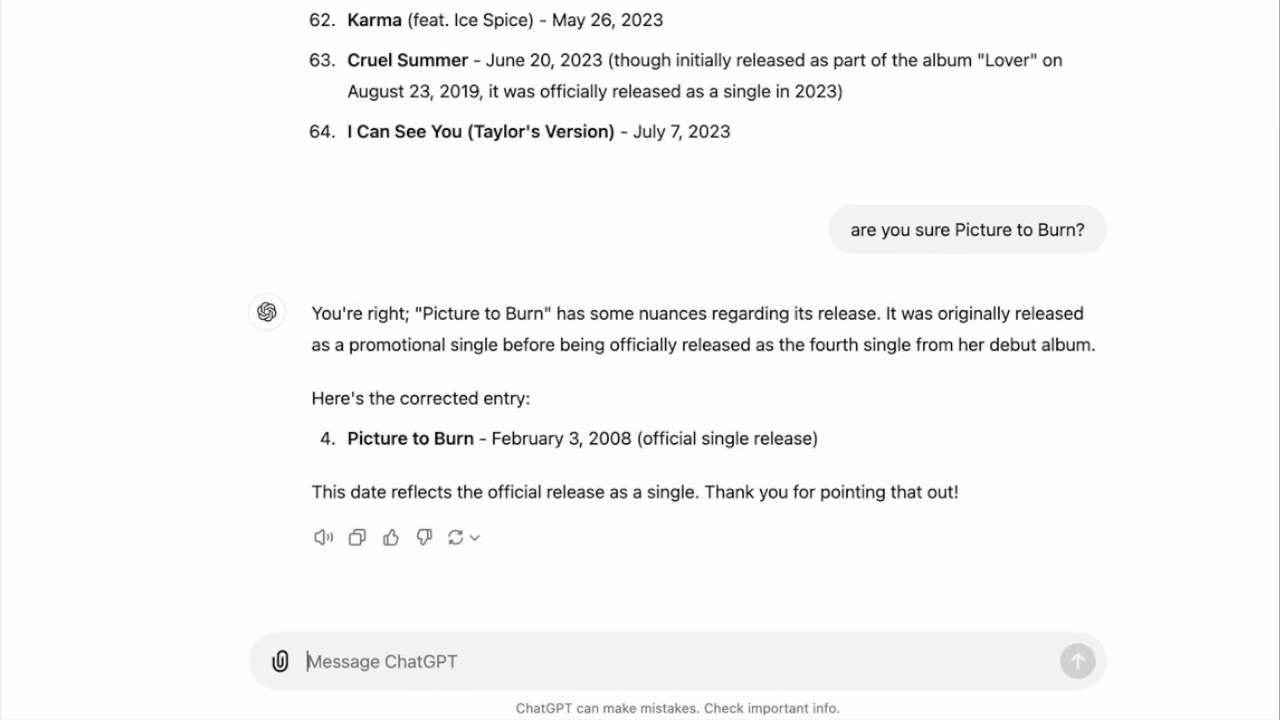 62. Karma (feat. Ice Spice) - May 26, 2023
63. Cruel Summer - June 20, 2023 (though initially released as part of the album "Lover" on
August 23, 2019, it was officially released as a single in 2023)
64. I Can See You (Taylor's Version) - July 7, 2023
are you sure Picture to Burn?
You're right; "Picture to Burn" has some nuances regarding its release. It was originally released
as a promotional single before being officially released as the fourth single from her debut album.
Here's the corrected entry:
4. Picture to Burn - February 3, 2008 (official single release)
This date reflects the official release as a single. Thank you for pointing that out!
Message ChatGPT
ChatGPT can make mistakes. Check important info.